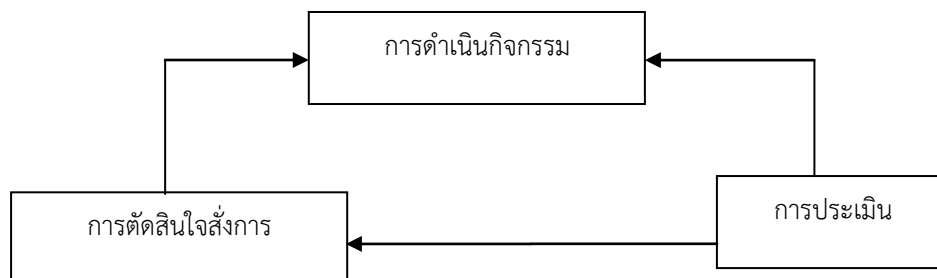 การดำเนินกิจกรรม
การประเมิน
การตัดสินใจสั่งการ